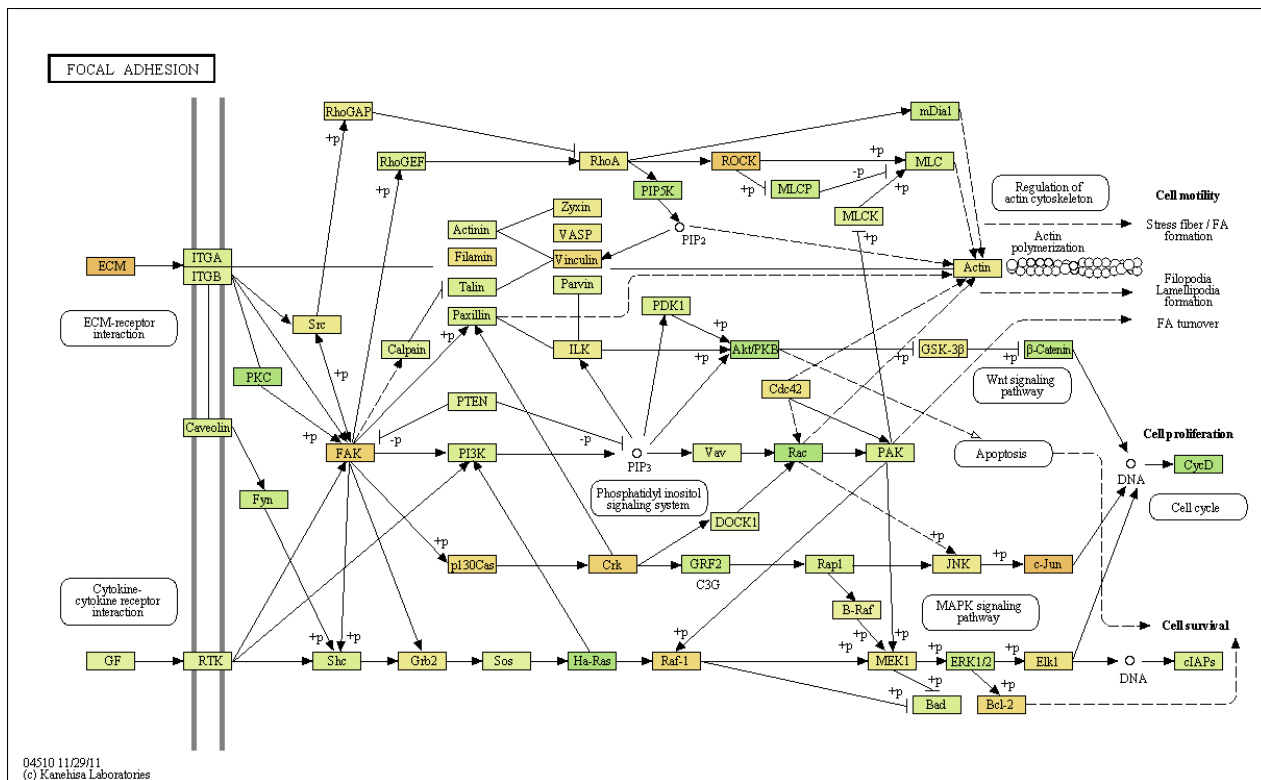 FOCAL ADHESION
RhoGAP
mDia1
+p
+p
RhoGEF
RhoA
ROCK
+p
MLC
-p
+p
PIP5K
+p
MLCP
MLCK
+p
Regulation of
actin cytoskeleton
Cell motility
Stress fiber / FA
formation
Actinin
Zyxin
VASP
PIP2
ITGA
ITGB
ECM
Filamin
Vinculin
Actin
polymerization
Actin
Talin
Parvin
Filopodia
Lamellipodia
formation
ECM-receptor
interaction
Src
Paxillin
+p
PDK1
+p
FA turnover
Calpain
ILK
+p
Akt/PKB
GSK-3β
+p
+p
β-Catenin
PKC
+p
PTEN
Cdc42
Wnt signaling
pathway
Caveolin
+p
-p
-p
FAK
PI3K
PIP3
Vav
Rac
PAK
Apoptosis
Cell proliferation
DNA
CycD
Fyn
Phosphatidyl inositol
signaling system
DOCK1
Cell cycle
+p
p130Cas
Crk
GRF2
C3G
Rap1
JNK
+p
c-Jun
Cytokine-
cytokine receptor
interaction
B-Raf
MAPK signaling
pathway
+p
+p
+p
+p
+p
Cell survival
GF
RTK
Shc
Grb2
Sos
Ha-Ras
Raf-1
+p
MEK1
+p
ERK1/2
+p
Elk1
DNA
cIAPs
+p
+p
+p
Bad
Bcl-2
04510 11/29/11
(c) Kanehisa Laboratories